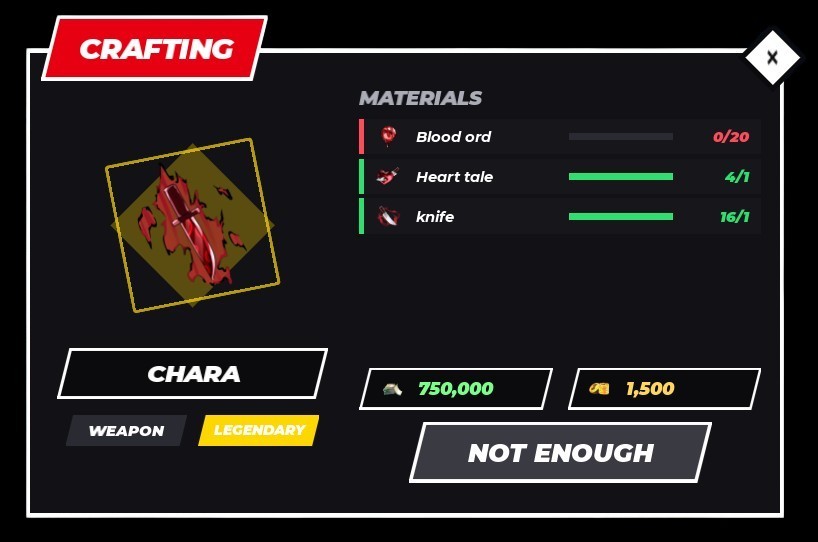 CRAFTING
X
MATERIALS
Blood ord 0/20
Heart tale 4/1
knife 16/1
CHARA
WEAPON LEGENDARY
750,000 1,500
NOT ENOUGH